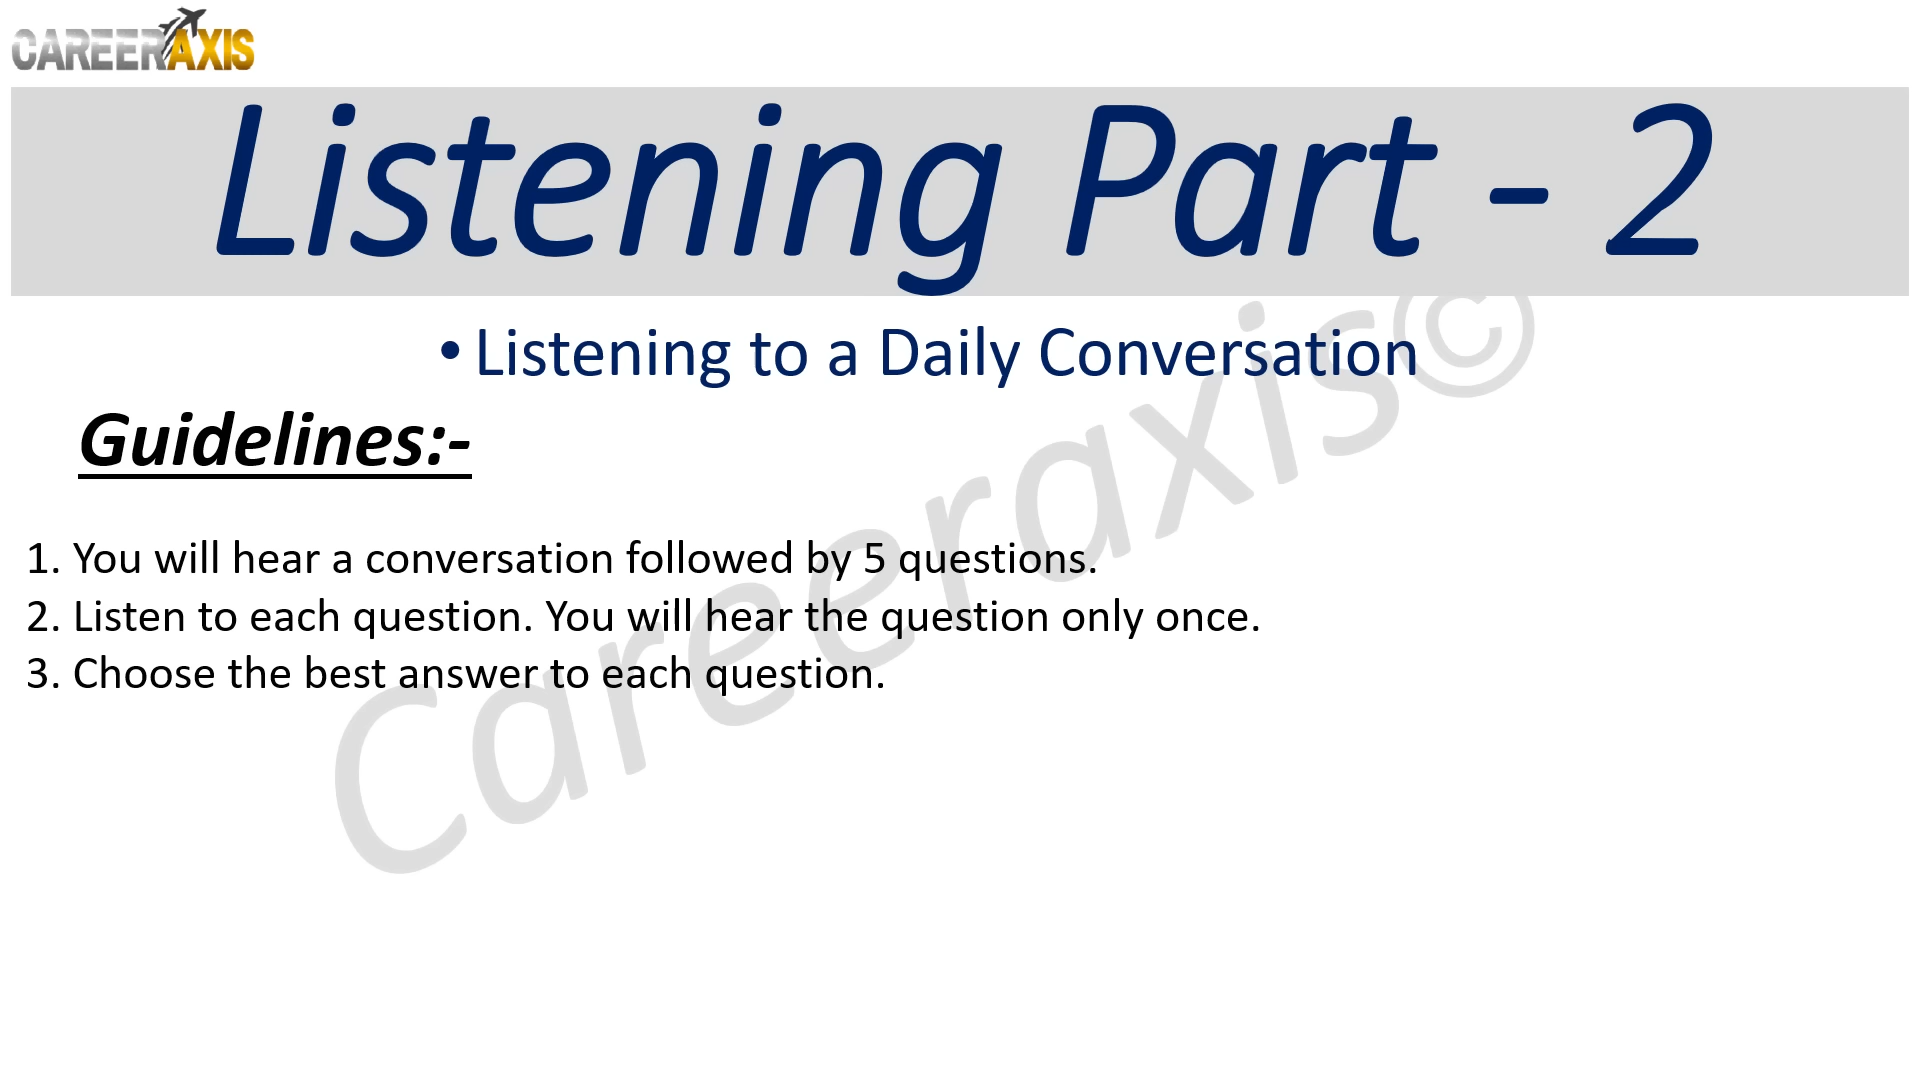 CAREERAXIS
Listening Part - 2
• Listening to a Daily Conversation
Guidelines:-
1. You will hear a conversation followed by 5 questions.
2. Listen to each question. You will hear the question only once.
3. Choose the best answer to each question.
Careeraxis©